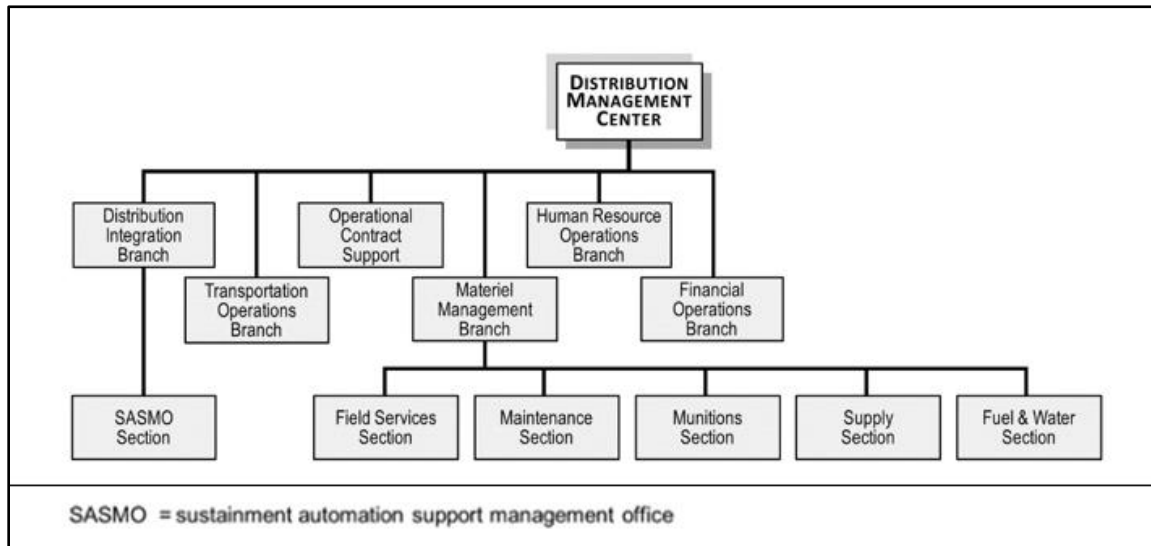 DISTRIBUTION
MANAGEMENT
CENTER
Distribution
Integration
Branch
Operational
Contract
Support
Human Resource
Operations
Branch
Transportation
Operations
Branch
Materiel
Management
Branch
Financial
Operations
Branch
SASMO
Section
Field Services
Section
Maintenance
Section
Munitions
Section
Supply
Section
Fuel & Water
Section
SASMO = sustainment automation support management office